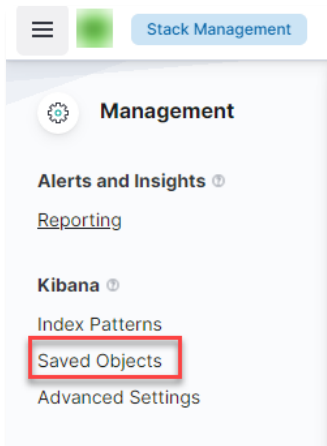 Stack Management
Management
Alerts and Insights
Reporting
Kibana
Index Patterns
Saved Objects
Advanced Settings